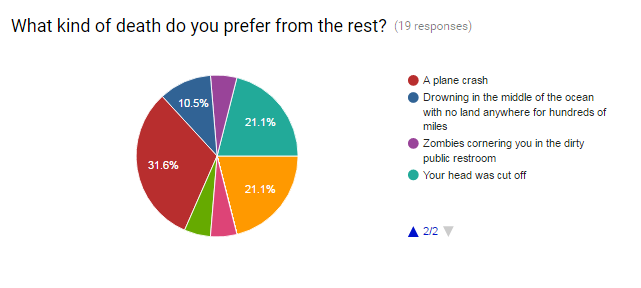 What kind of death do you prefer from the rest? (19 responses)
10.5%
21.1%
31.6%
21.1%
A plane crash
Drowning in the middle of the ocean
with no land anywhere for hundreds of
miles
Zombies cornering you in the dirty
public restroom
Your head was cut off
2/2